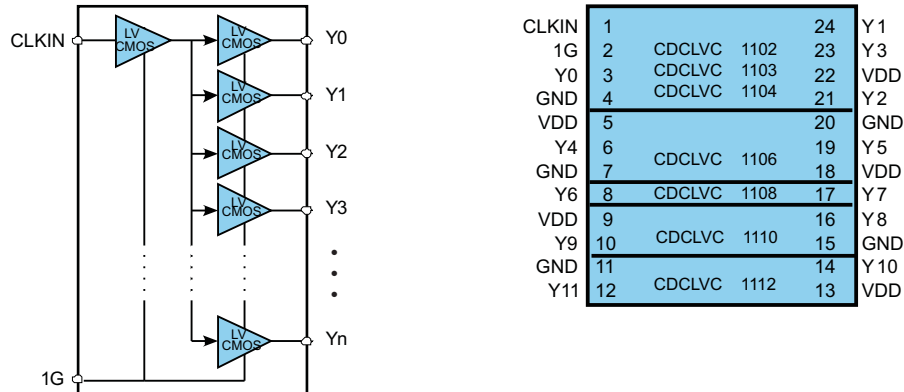 LV
CMOS
LV
CMOS
CLKIN
Y0
LV
CMOS
Y1
LV
CMOS
Y2
LV
CMOS
Y3
LV
CMOS
Yn
1G
CLKIN 1 24 Y1
1G 2 CDCLVC 1102 23 Y3
Y0 3 CDCLVC 1103 22 VDD
GND 4 CDCLVC 1104 21 Y2
VDD 5 20 GND
Y4 6 19 Y5
CDCLVC 1106
GND 7 18 VDD
Y6 8 CDCLVC 1108 17 Y7
VDD 9 16 Y8
CDCLVC 1110
Y9 10 15 GND
GND 11 14 Y10
CDCLVC 1112
Y11 12 13 VDD